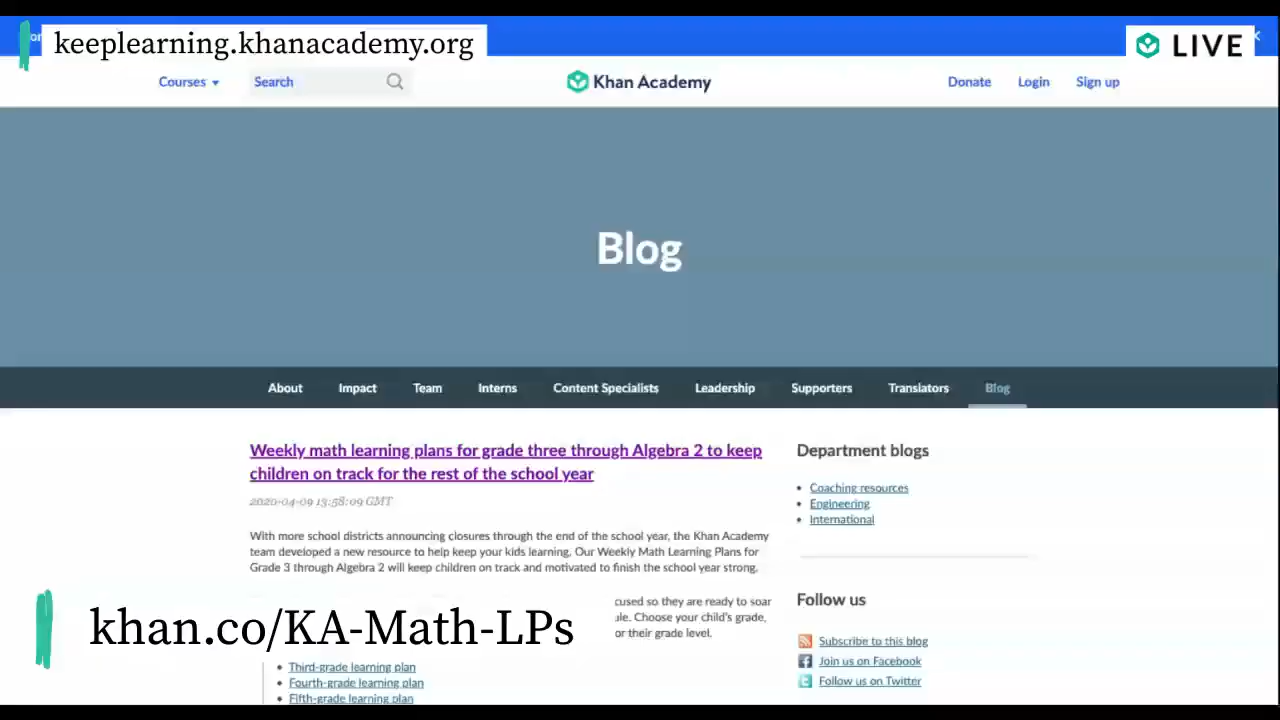 keeplearning.khanacademy.org
LIVE
Courses
Search
Khan Academy
Donate
Login
Sign up
Blog
About
Impact
Team
Interns
Content Specialists
Leadership
Supporters
Translators
Blog
Weekly math learning plans for grade three through Algebra 2 to keep
children on track for the rest of the school year
2020-04-09 13:58:09 GMT
With more school districts announcing closures through the end of the school year, the Khan Academy
team developed a new resource to help keep your kids learning. Our Weekly Math Learning Plans for
Grade 3 through Algebra 2 will keep children on track and motivated to finish the school year strong.
so they are ready to soar
Choose your child's grade,
or their grade level.
khan.co/KA-Math-LPs
Third-grade learning plan
Fourth-grade learning plan
Fifth-grade learning plan
Department blogs
Coaching resources
Engineering
International
Follow us
Subscribe to this blog
Join us on Facebook
Follow us on Twitter